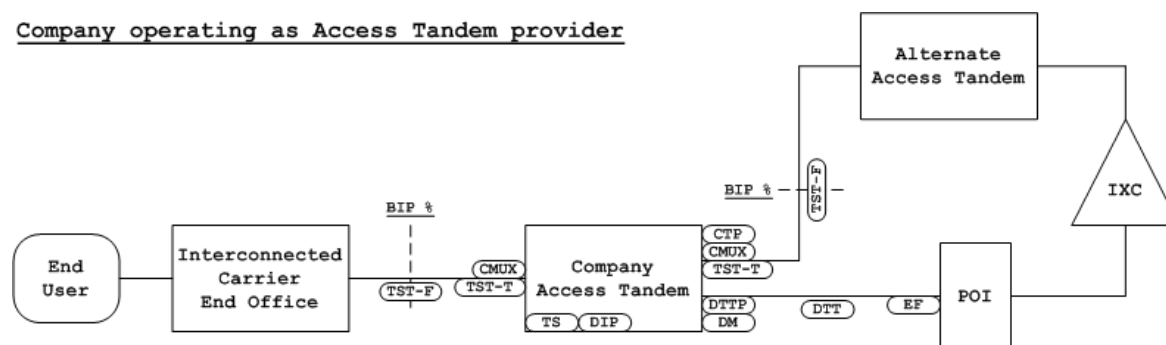 Company operating as Access Tandem provider
Alternate
Access Tandem
TST-F
BIP %
IXC
BIP %
CTP
CMUX
TST-T
Interconnected
Carrier
End Office
End
User
CMUX
TST-T
TST-F
Company
Access Tandem
TS
DIP
DTTP
DM
DTT
EF
POI